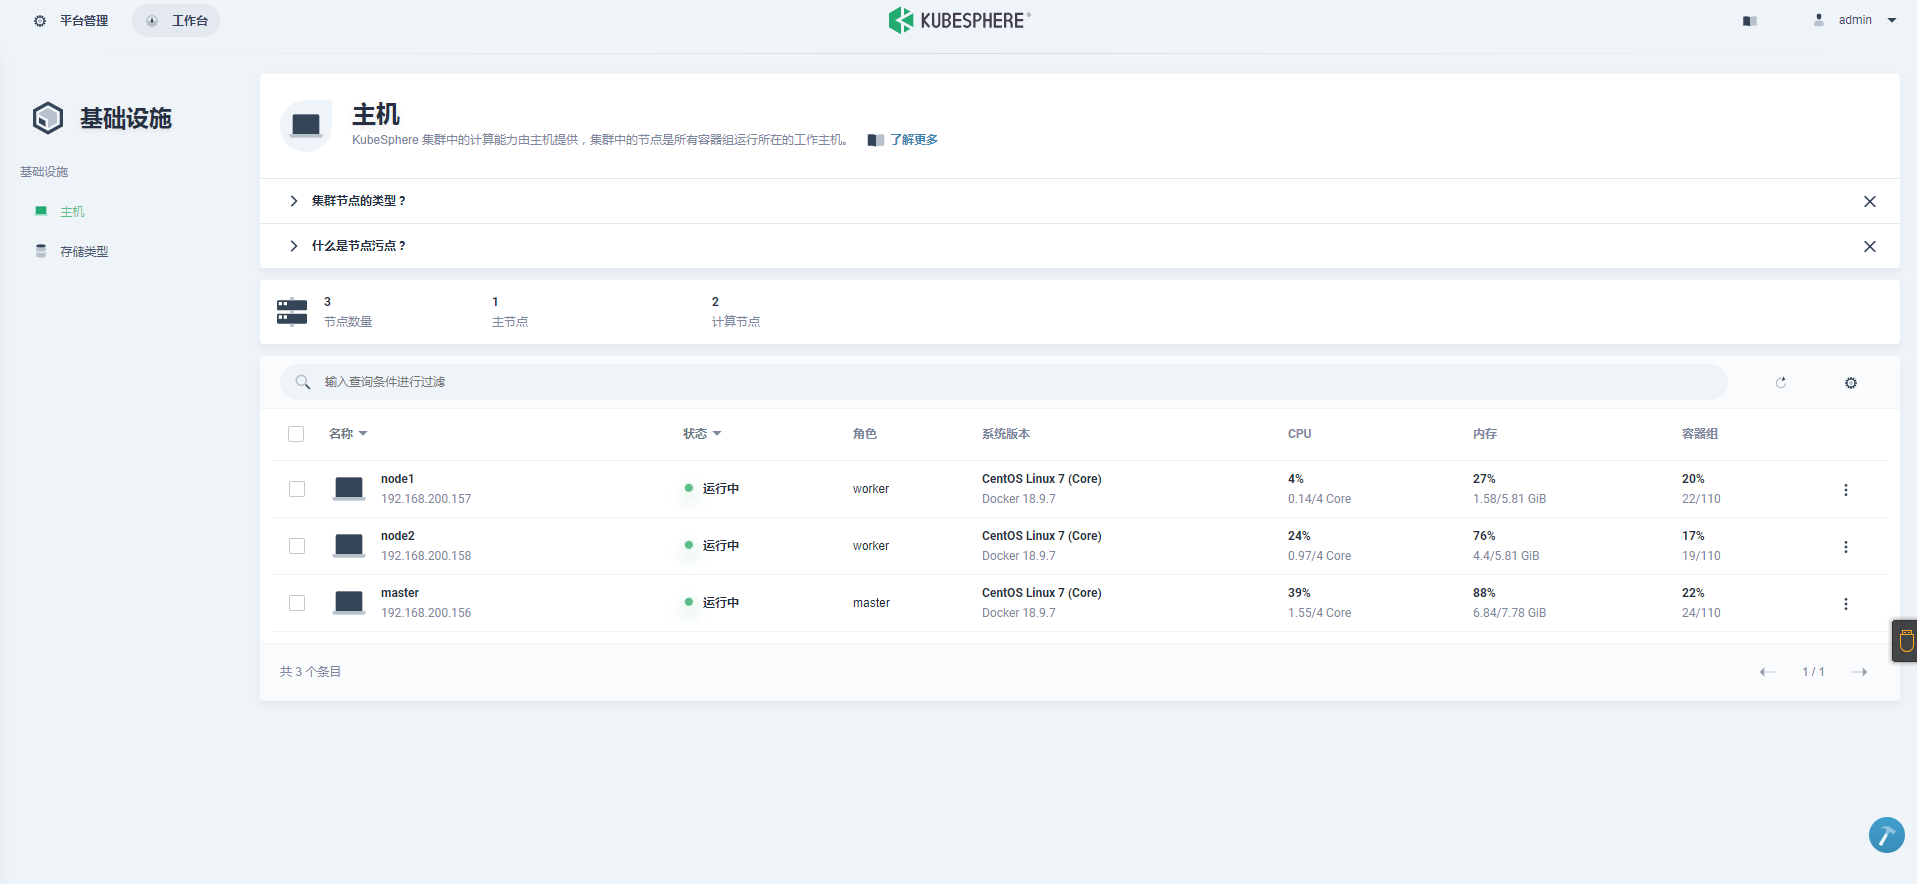 平台管理 工作台 KUBESPHERE® admin
基础设施
基础设施
主机
存储类型
主机
KubeSphere 集群中的计算能力由主机提供，集群中的节点是所有容器组运行所在的工作主机。 了解更多
集群节点的类型？
什么是节点污点？
3 1 2
节点数量 主节点 计算节点
输入查询条件进行过滤
名称 状态 角色 系统版本 CPU 内存 容器组
node1 CentOS Linux 7 (Core) 4% 27% 20%
运行中 worker
192.168.200.157 Docker 18.9.7 0.14/4 Core 1.58/5.81 GiB 22/110
node2 CentOS Linux 7 (Core) 24% 76% 17%
运行中 worker
192.168.200.158 Docker 18.9.7 0.97/4 Core 4.4/5.81 GiB 19/110
master CentOS Linux 7 (Core) 39% 88% 22%
运行中 master
192.168.200.156 Docker 18.9.7 1.55/4 Core 6.84/7.78 GiB 24/110
共 3 个条目 1 / 1